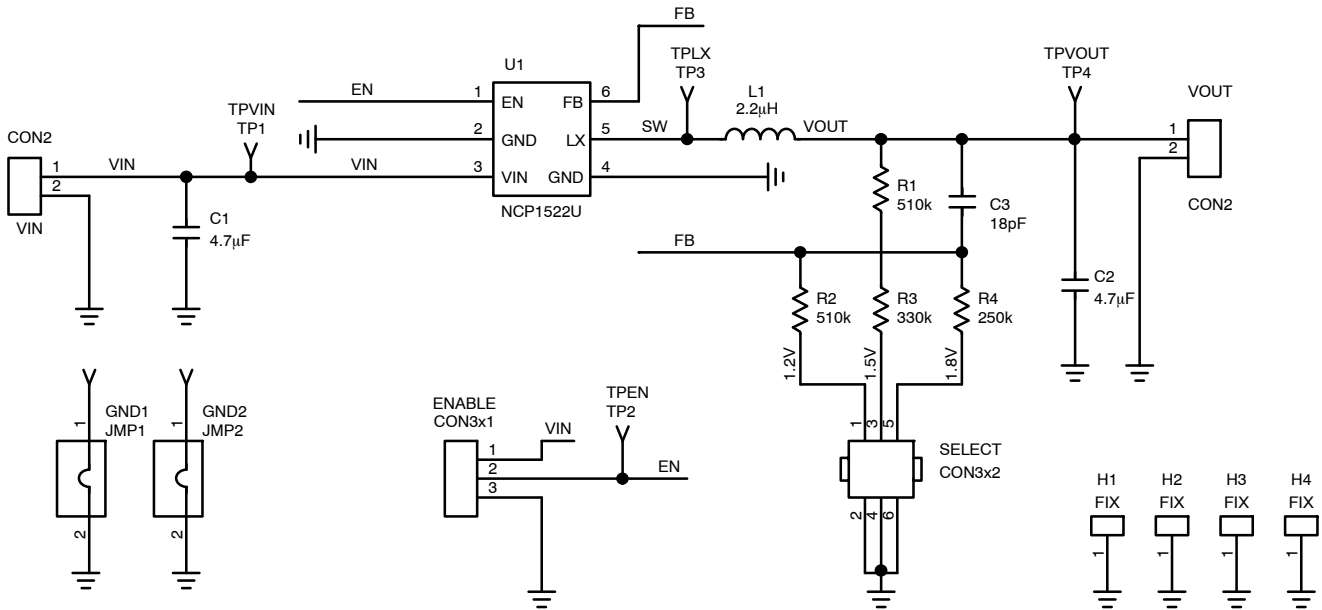 FB
U1
TPLX
TP3
TPVOUT
TP4
L1
2.2μH
VOUT
EN
1
EN
FB
6
TPVIN
TP1
2
GND
LX
5
SW
VOUT
1
2
CON2
1
2
VIN
VIN
VIN
3
VIN
GND
4
NCP1522U
CON2
R1
510k
C3
18pF
C1
4.7μF
FB
C2
4.7μF
R2
510k
R3
330k
R4
250k
1.2V
1.5V
1.8V
GND1
JMP1
1
2
GND2
JMP2
1
2
ENABLE
CON3x1
1
2
3
VIN
TPEN
TP2
EN
1
3
5
SELECT
CON3x2
2
4
6
H1
FIX
1
H2
FIX
1
H3
FIX
1
H4
FIX
1